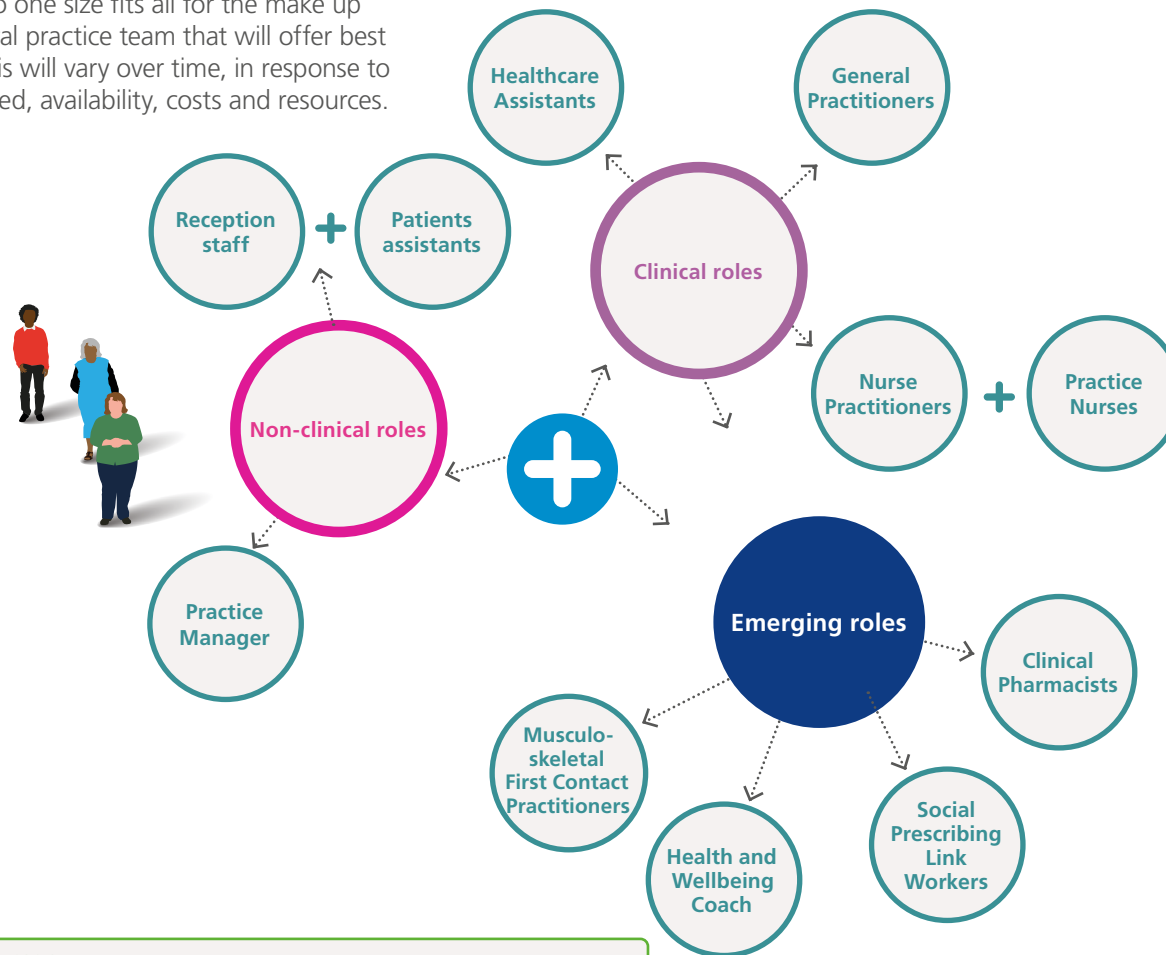 one size fits all for the make up
al practice team that will offer best
is will vary over time, in response to
ed, availability, costs and resources.
Healthcare
Assistants
General
Practitioners
Reception
staff
+
Patients
assistants
Clinical roles
Non-clinical roles
Nurse
Practitioners
+
Practice
Nurses
Practice
Manager
Emerging roles
Clinical
Pharmacists
Musculo-
skeletal
First Contact
Practitioners
Health and
Wellbeing
Coach
Social
Prescribing
Link
Workers